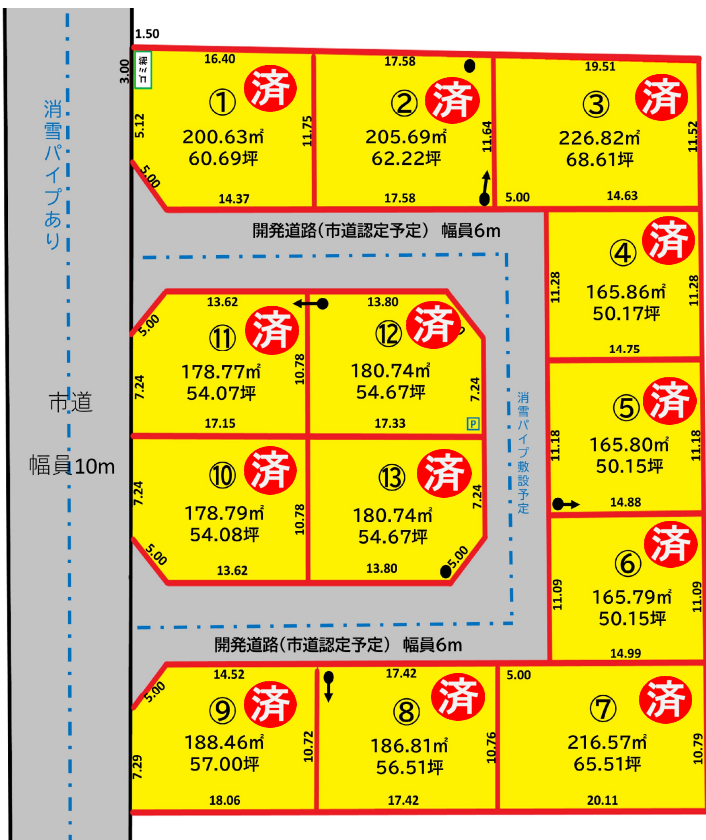 1.50
3.00
ゴミ箱
16.40
済
①
200.63㎡
60.69坪
5.12
11.75
5.00
14.37
17.58
済
②
205.69㎡
62.22坪
11.64
17.58
19.51
済
③
226.82㎡
68.61坪
11.52
5.00
14.63
消雪パイプあり
開発道路(市道認定予定) 幅員6m
済
④
165.86㎡
50.17坪
11.28
11.28
14.75
13.62
済
⑪
178.77㎡
54.07坪
5.00
7.24
10.78
17.15
13.80
済
⑫
180.74㎡
54.67坪
7.24
17.33
P
消雪パイプ敷設予定
済
⑤
165.80㎡
50.15坪
11.18
11.18
14.88
市道
幅員10m
済
⑩
178.79㎡
54.08坪
7.24
10.78
5.00
13.62
済
⑬
180.74㎡
54.67坪
7.24
5.00
13.80
済
⑥
165.79㎡
50.15坪
11.09
11.09
14.99
開発道路(市道認定予定) 幅員6m
14.52
済
⑨
188.46㎡
57.00坪
5.00
7.29
10.72
18.06
17.42
済
⑧
186.81㎡
56.51坪
10.76
17.42
5.00
済
⑦
216.57㎡
65.51坪
10.79
20.11